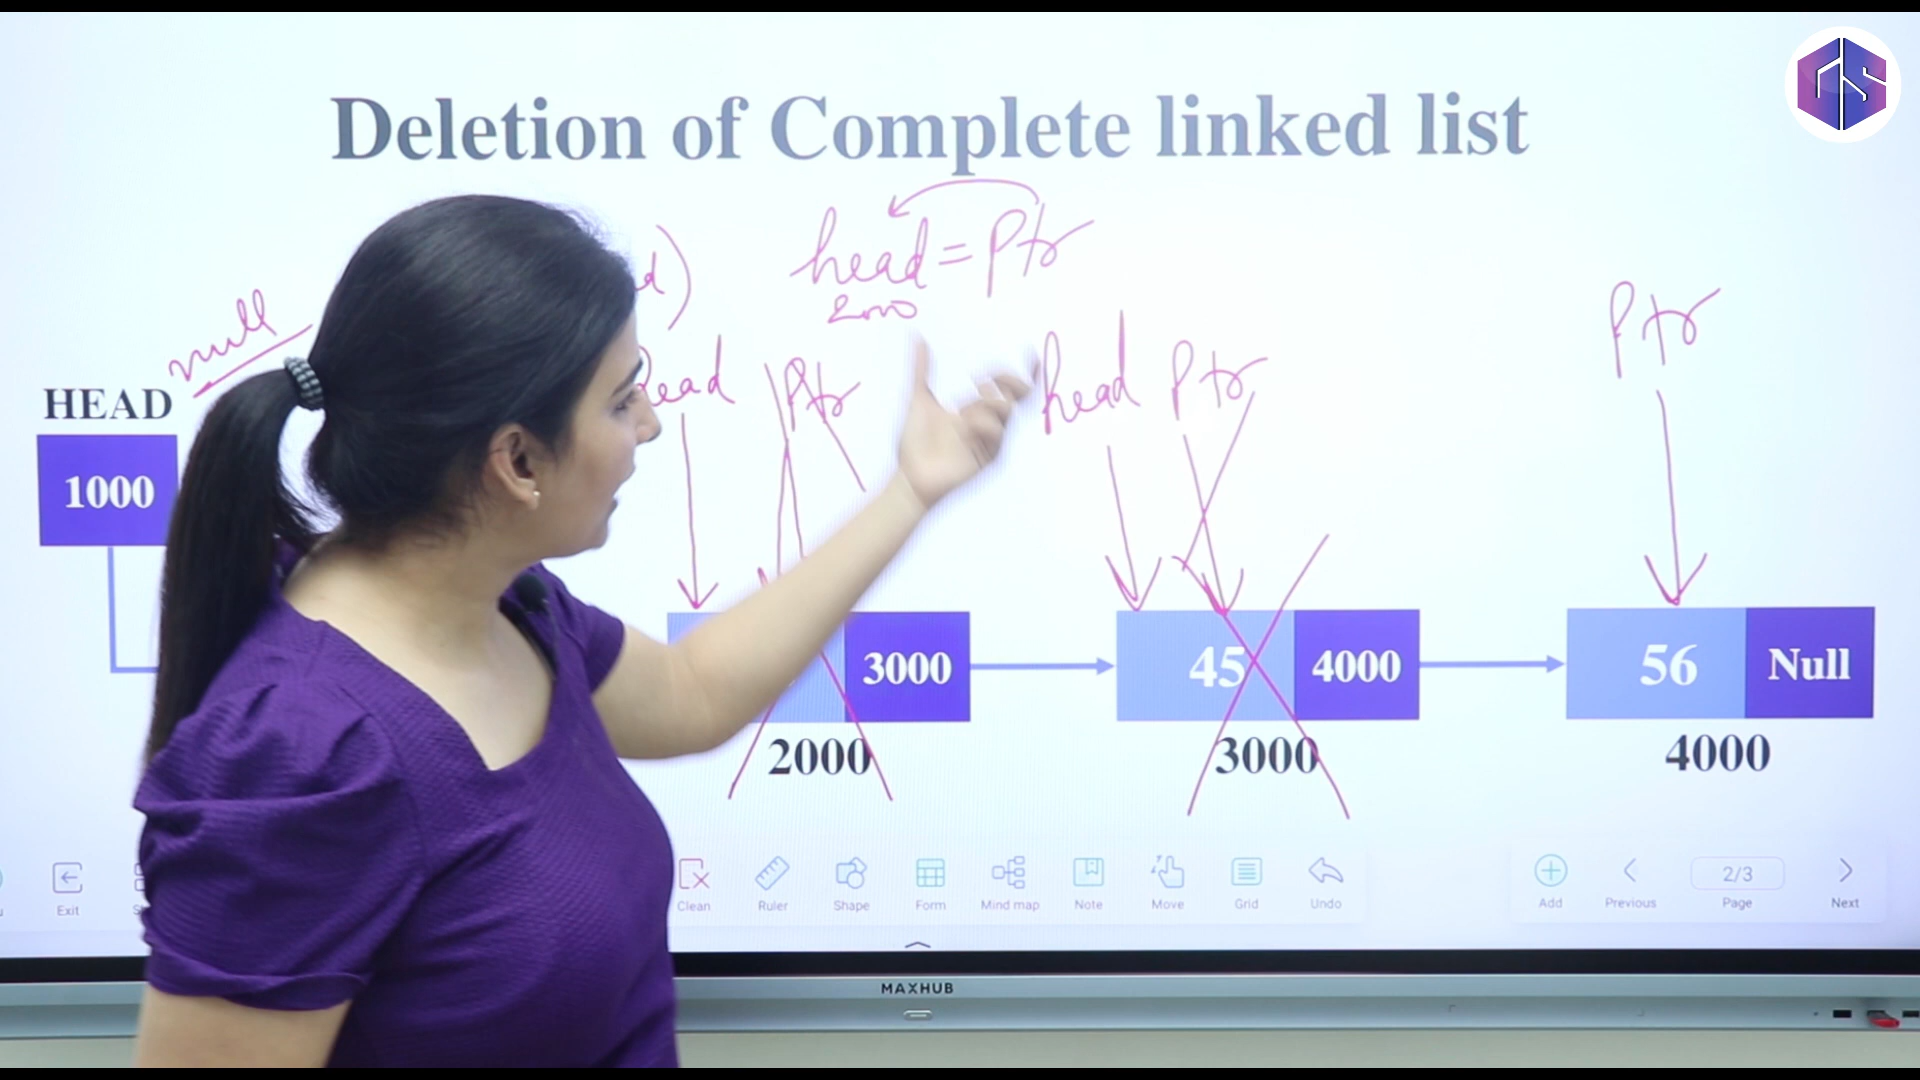 Deletion of Complete linked list
head = Ptr
2000
null
head Ptr
head Ptr
Ptr
HEAD
1000
3000
45 4000
56 Null
2000
3000
4000
Exit
Clean
Ruler
Shape
Form
Mind map
Note
Move
Grid
Undo
Add
Previous
2/3
Page
Next
MAXHUB